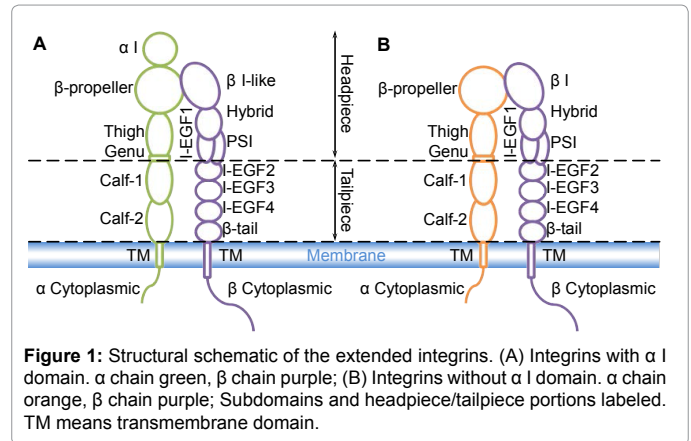 A
α I
β-propeller
β I-like
Hybrid
I-EGF1
PSI
Thigh
Genu
I-EGF2
Calf-1
I-EGF3
I-EGF4
Calf-2
β-tail
TM
TM
α Cytoplasmic
β Cytoplasmic
Headpiece
Tailpiece
Membrane
B
β-propeller
β I
Hybrid
I-EGF1
PSI
Thigh
Genu
I-EGF2
Calf-1
I-EGF3
I-EGF4
Calf-2
β-tail
TM
TM
α Cytoplasmic
β Cytoplasmic
Figure 1: Structural schematic of the extended integrins. (A) Integrins with α I
domain. α chain green, β chain purple; (B) Integrins without α I domain. α chain
orange, β chain purple; Subdomains and headpiece/tailpiece portions labeled.
TM means transmembrane domain.